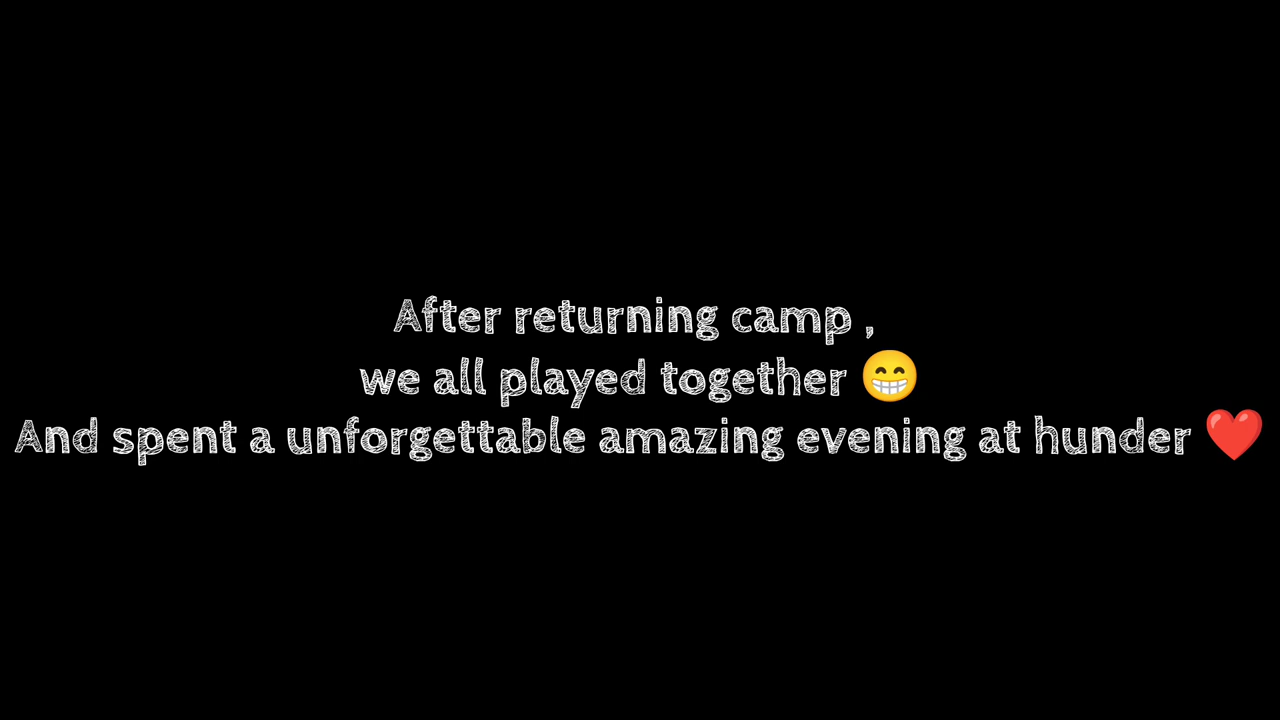 After returning camp ,
we all played together 😁
And spent a unforgettable amazing evening at hunder ❤️